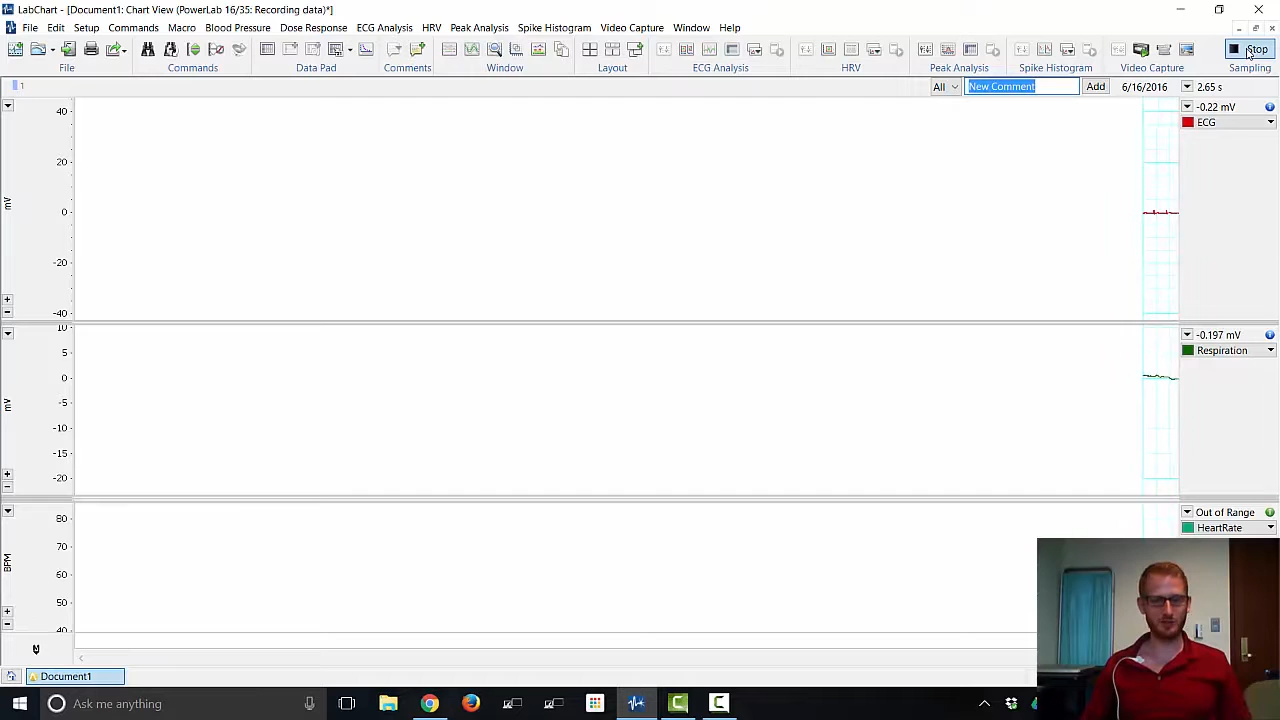 LabChart - [Document1: Chart View (PowerLab 16/35: Recording data)*]
File Edit Setup Commands Macro Blood Pressure Dose Response ECG Analysis HRV Peak Analysis Spike Histogram Video Capture Window Help
Stop
File Commands Data Pad Comments Window Layout ECG Analysis HRV Peak Analysis Spike Histogram Video Capture Sampling
1 All New Comment Add 6/16/2016 2.65 s
40 -0.22 mV
ECG
20
mV 0
-20
-40
10 -0.197 mV
5 Respiration
0
mV -5
-10
-15
-20
80 Out of Range
HeartRate
70
BPM 60
50
40
Document1
Ask me anything